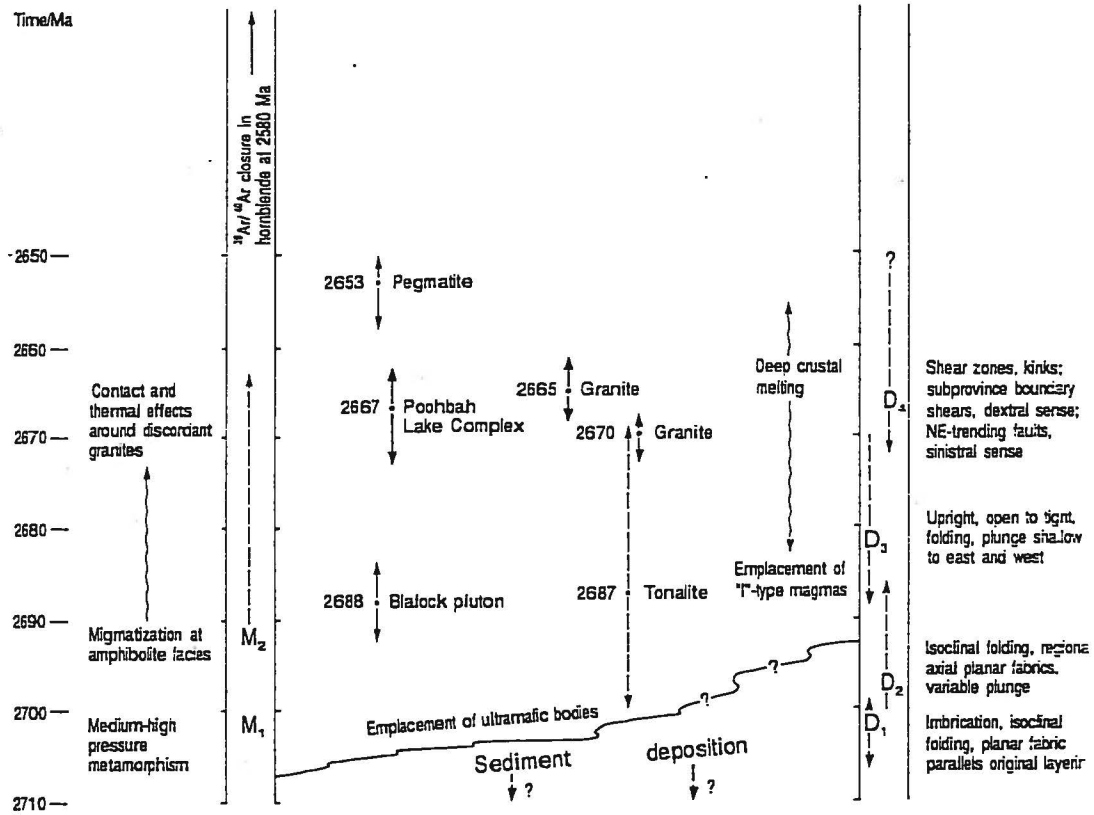 Time/Ma
³⁹Ar/⁴⁰Ar closure in
hornblende at 2580 Ma
2650
2660
2670
2680
2690
2700
2710
Contact and
thermal effects
around discordant
granites
Migmatization at
amphibolite facies
Medium-high
pressure
metamorphism
M₂
M₁
2653 Pegmatite
2667 Poohbah
Lake Complex
2665 Granite
2670 Granite
2688 Blalock pluton
2687 Tonalite
Deep crustal
melting
Emplacement of
"I"-type magmas
Emplacement of ultramafic bodies
? ?
Sediment deposition
? ?
?
D₄
D₃
D₂
D₁
Shear zones, kinks;
subprovince boundary
shears, dextral sense;
NE-trending faults,
sinistral sense
Upright, open to tight,
folding, plunge shallow
to east and west
Isoclinal folding, regiona
axial planar fabrics,
variable plunge
Imbrication, isoclinal
folding, planar fabric
parallels original layerin